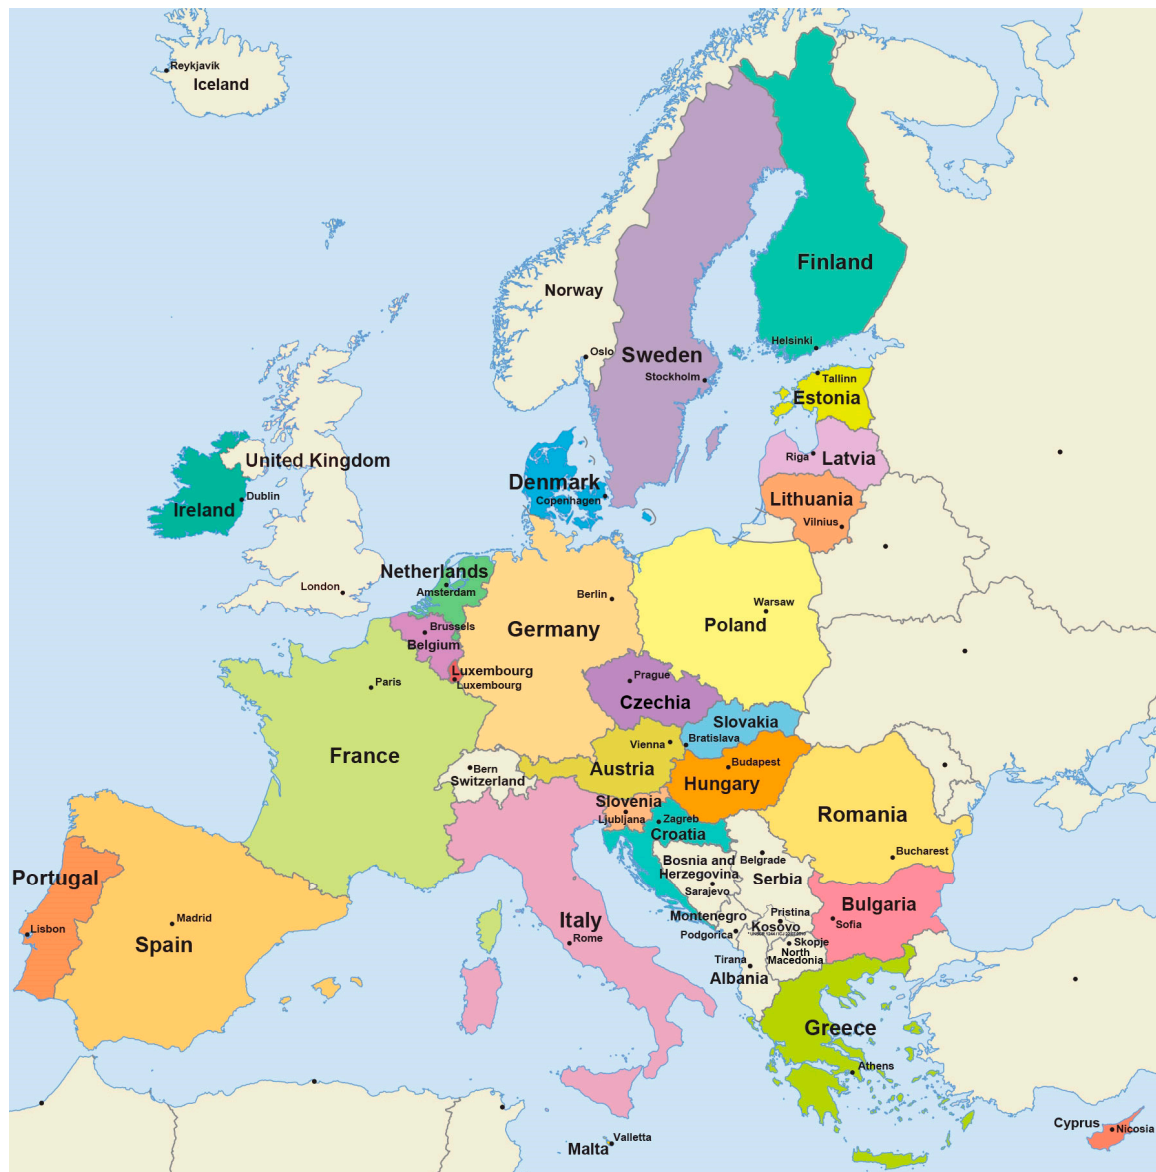 Reykjavik
Iceland
Finland
Norway
Helsinki
Oslo
Sweden
Stockholm
Tallinn
Estonia
United Kingdom
Riga
Latvia
Denmark
Copenhagen
Dublin
Ireland
Lithuania
Vilnius
Netherlands
Amsterdam
London
Berlin
Warsaw
Brussels
Belgium
Germany
Poland
Luxembourg
Luxembourg
Paris
Prague
Czechia
Slovakia
Bratislava
Vienna
France
Austria
Bern
Switzerland
Budapest
Hungary
Slovenia
Ljubljana
Zagreb
Croatia
Romania
Bucharest
Bosnia and
Herzegovina
Sarajevo
Belgrade
Serbia
Portugal
Lisbon
Madrid
Spain
Italy
Rome
Montenegro
Podgorica
Pristina
Kosovo
Bulgaria
Sofia
Skopje
North
Macedonia
Tirana
Albania
Greece
Athens
Cyprus
Nicosia
Valletta
Malta